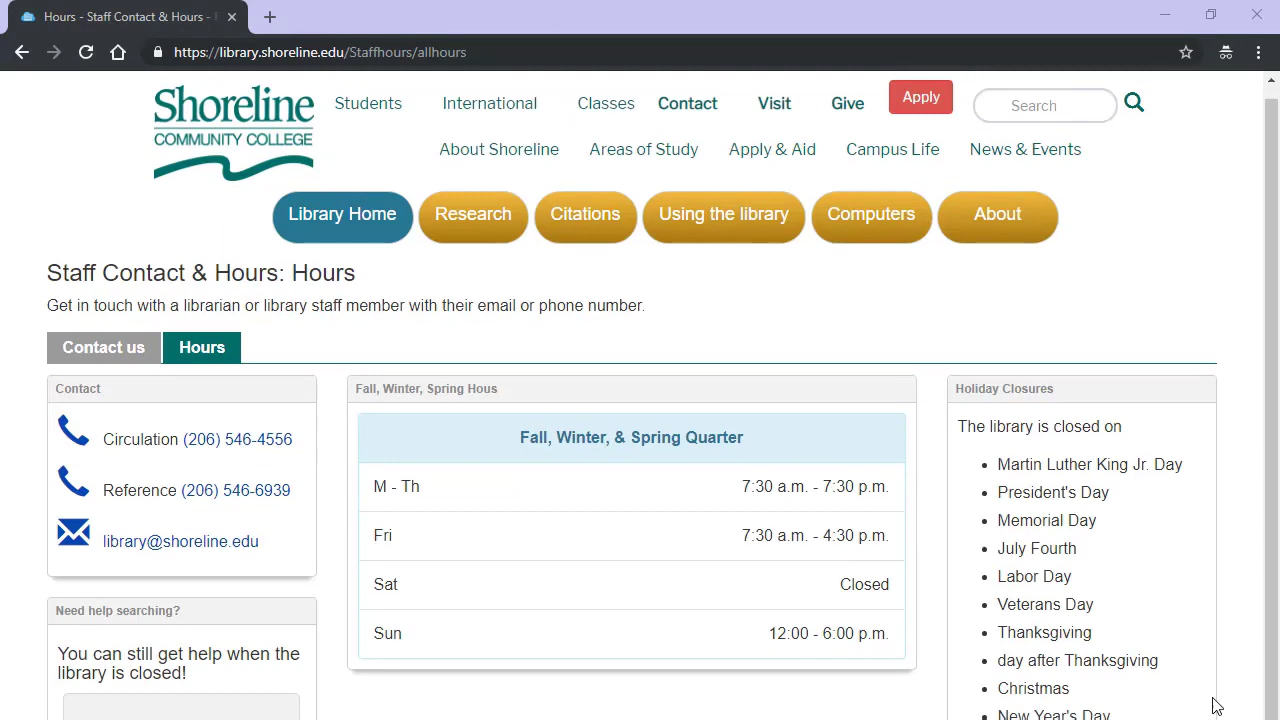 Hours - Staff Contact & Hours -
https://library.shoreline.edu/Staffhours/allhours
Shoreline
COMMUNITY COLLEGE
Students International Classes Contact Visit Give Apply Search
About Shoreline Areas of Study Apply & Aid Campus Life News & Events
Library Home Research Citations Using the library Computers About
Staff Contact & Hours: Hours
Get in touch with a librarian or library staff member with their email or phone number.
Contact us Hours
Contact
Circulation (206) 546-4556
Reference (206) 546-6939
library@shoreline.edu
Need help searching?
You can still get help when the
library is closed!
Fall, Winter, Spring Hous
Fall, Winter, & Spring Quarter
M - Th 7:30 a.m. - 7:30 p.m.
Fri 7:30 a.m. - 4:30 p.m.
Sat Closed
Sun 12:00 - 6:00 p.m.
Holiday Closures
The library is closed on
Martin Luther King Jr. Day
President's Day
Memorial Day
July Fourth
Labor Day
Veterans Day
Thanksgiving
day after Thanksgiving
Christmas
New Year's Day